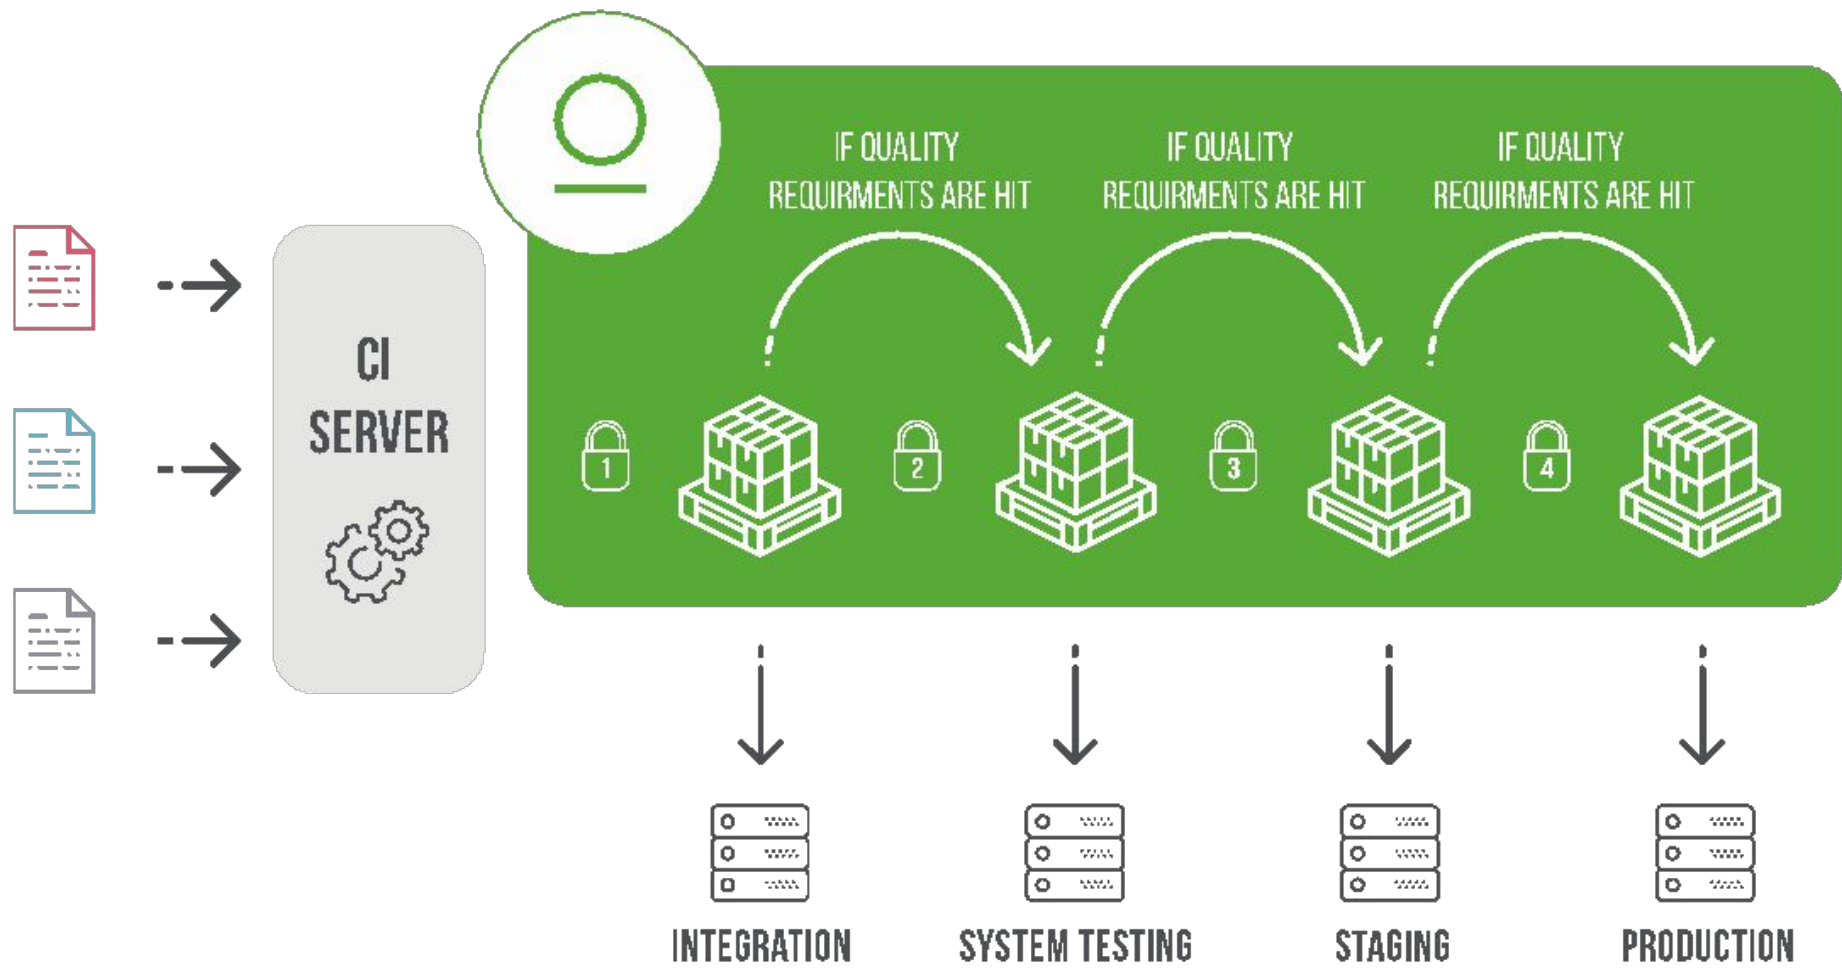 IF QUALITY
REQUIRMENTS ARE HIT
IF QUALITY
REQUIRMENTS ARE HIT
IF QUALITY
REQUIRMENTS ARE HIT
CI
SERVER
1
2
3
4
INTEGRATION
SYSTEM TESTING
STAGING
PRODUCTION